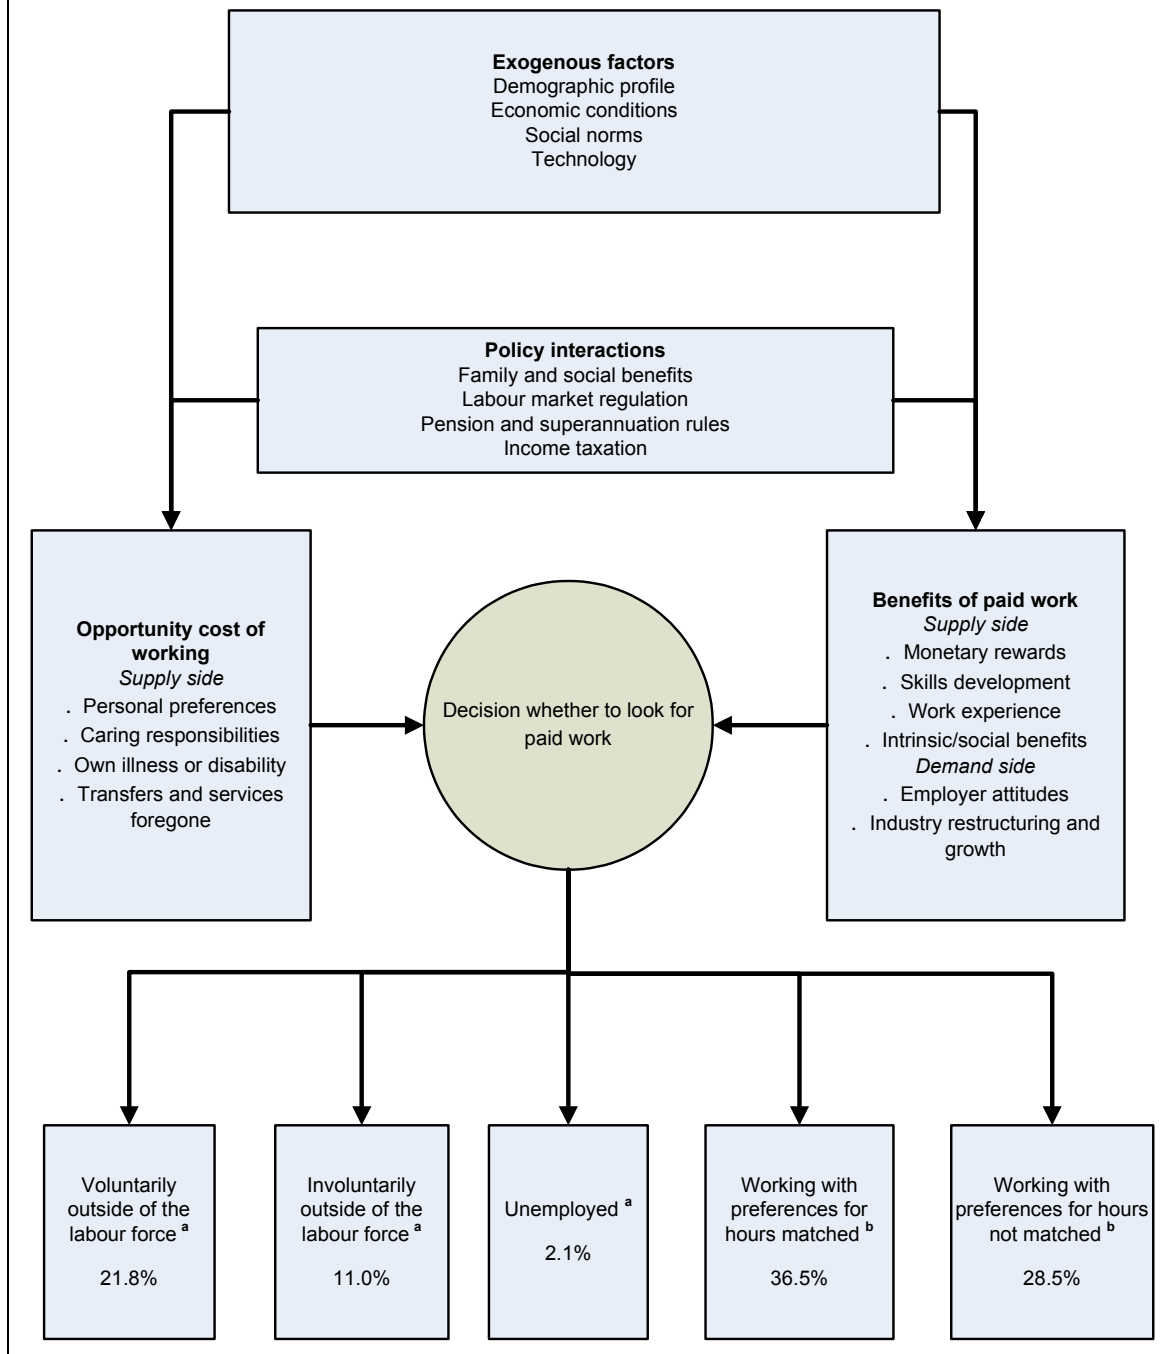 Exogenous factors
Demographic profile
Economic conditions
Social norms
Technology
Policy interactions
Family and social benefits
Labour market regulation
Pension and superannuation rules
Income taxation
Opportunity cost of
working
Supply side
. Personal preferences
. Caring responsibilities
. Own illness or disability
. Transfers and services
foregone
Decision whether to look for
paid work
Benefits of paid work
Supply side
. Monetary rewards
. Skills development
. Work experience
. Intrinsic/social benefits
Demand side
. Employer attitudes
. Industry restructuring and
growth
Voluntarily
outside of the
labour force a
21.8%
Involuntarily
outside of the
labour force a
11.0%
Unemployed a
2.1%
Working with
preferences for
hours matched b
36.5%
Working with
preferences for hours
not matched b
28.5%